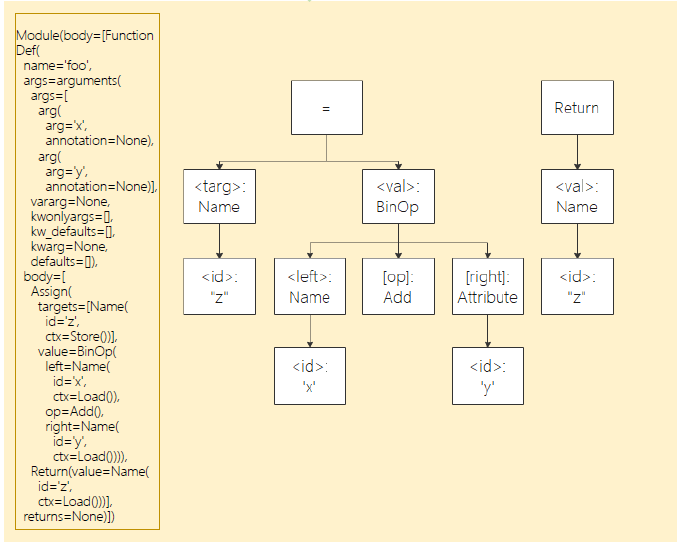 Module(body=[Function
Def(
name='foo',
args=arguments(
args=[
arg(
arg='x',
annotation=None),
arg(
arg='y',
annotation=None)],
vararg=None,
kwonlyargs=[],
kw_defaults=[],
kwarg=None,
defaults=[]),
body=[
Assign(
targets=[Name(
id='z',
ctx=Store())],
value=BinOp(
left=Name(
id='x',
ctx=Load()),
op=Add(),
right=Name(
id='y',
ctx=Load()))),
Return(value=Name(
id='z',
ctx=Load()))],
returns=None)])
=
Return
<targ>:
Name
<val>:
BinOp
<val>:
Name
<id>:
"z"
<left>:
Name
[op]:
Add
[right]:
Attribute
<id>:
"z"
<id>:
'x'
<id>:
'y'